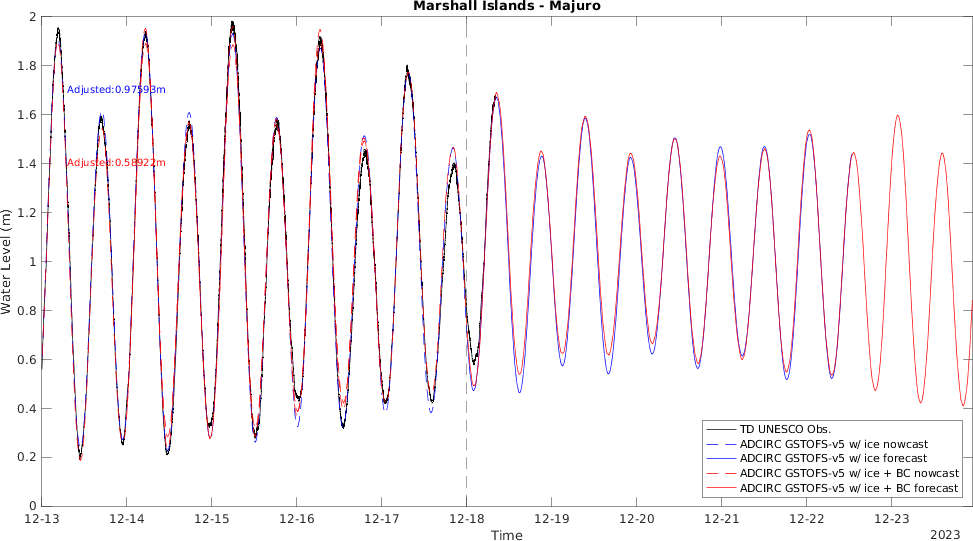 Marshall Islands - Majuro
2
1.8
Adjusted:0.97593m
1.6
Adjusted:0.58922m
1.4
1.2
Water Level (m)
1
0.8
0.6
0.4
0.2
0
TD UNESCO Obs.
ADCIRC GSTOFS-v5 w/ ice nowcast
ADCIRC GSTOFS-v5 w/ ice forecast
ADCIRC GSTOFS-v5 w/ ice + BC nowcast
ADCIRC GSTOFS-v5 w/ ice + BC forecast
12-13 12-14 12-15 12-16 12-17 12-18 12-19 12-20 12-21 12-22 12-23
Time
2023